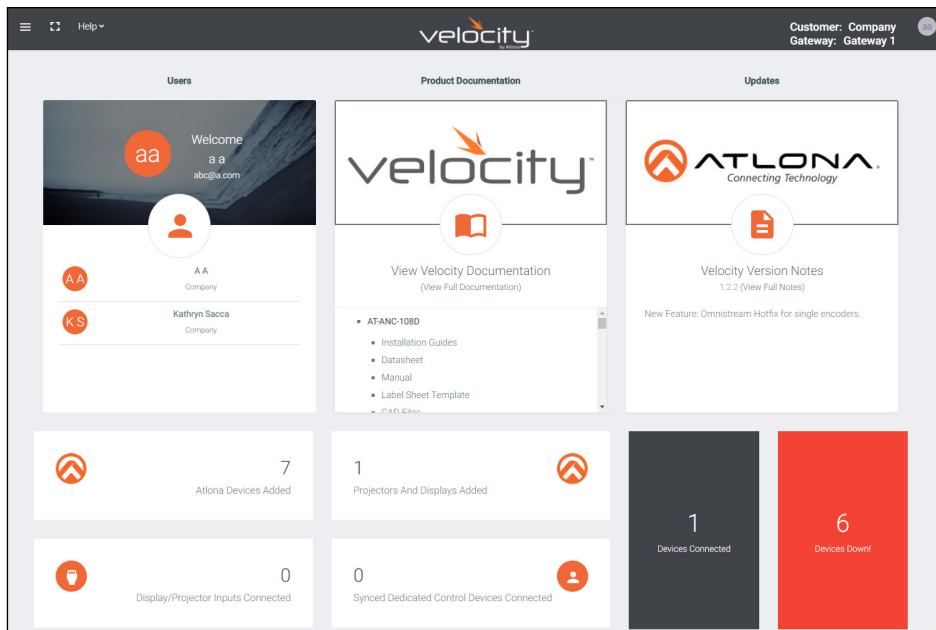 Help
velocity
by Atlona
Customer: Company
Gateway: Gateway 1
aa
Users
Product Documentation
Updates
aa
Welcome
a a
abc@a.com
A A
A A
Company
K S
Kathryn Sacca
Company
velocity
View Velocity Documentation
(View Full Documentation)
AT-ANC-108D
Installation Guides
Datasheet
Manual
Label Sheet Template
CAD Files
ATLONA.
Connecting Technology
Velocity Version Notes
1.2.2 (View Full Notes)
New Feature: Omnistream Hotfix for single encoders.
7
Atlona Devices Added
1
Projectors And Displays Added
0
Display/Projector Inputs Connected
0
Synced Dedicated Control Devices Connected
1
Devices Connected
6
Devices Down!